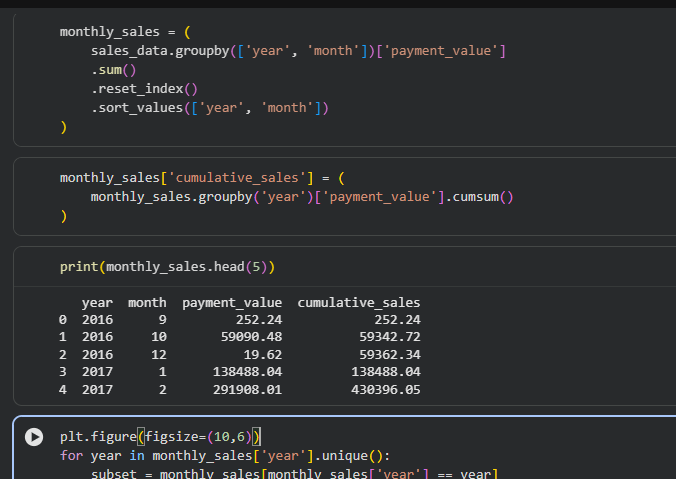 monthly_sales = (
    sales_data.groupby(['year', 'month'])['payment_value']
    .sum()
    .reset_index()
    .sort_values(['year', 'month'])
)
monthly_sales['cumulative_sales'] = (
    monthly_sales.groupby('year')['payment_value'].cumsum()
)
print(monthly_sales.head(5))
   year  month  payment_value  cumulative_sales
0  2016      9         252.24            252.24
1  2016     10       59090.48          59342.72
2  2016     12          19.62          59362.34
3  2017      1      138488.04         138488.04
4  2017      2      291908.01         430396.05
plt.figure(figsize=(10,6))
for year in monthly_sales['year'].unique():
    subset = monthly_sales[monthly_sales['year'] == year]